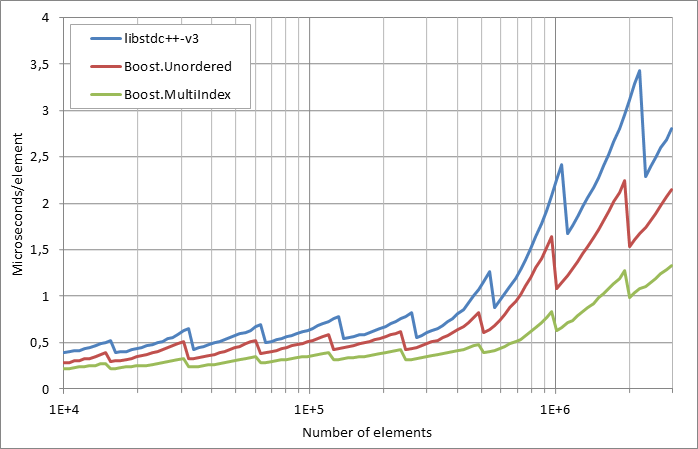 4
3,5
3
2,5
2
1,5
1
0,5
0
Microseconds/element
libstdc++-v3
Boost.Unordered
Boost.MultiIndex
1E+4
1E+5
1E+6
Number of elements